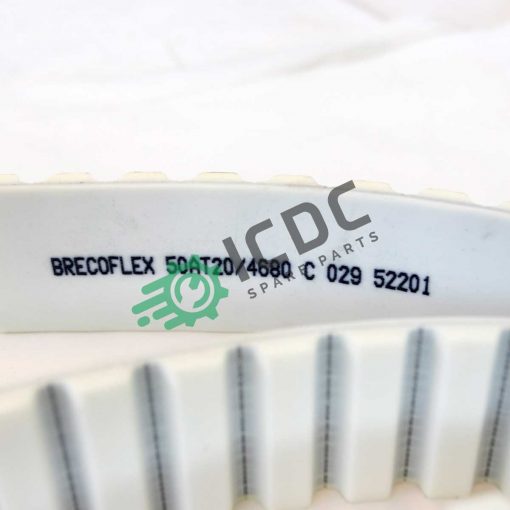 ICDC
SPARE PARTS
BRECOFLEX 50AT20/4680 C 029 52201